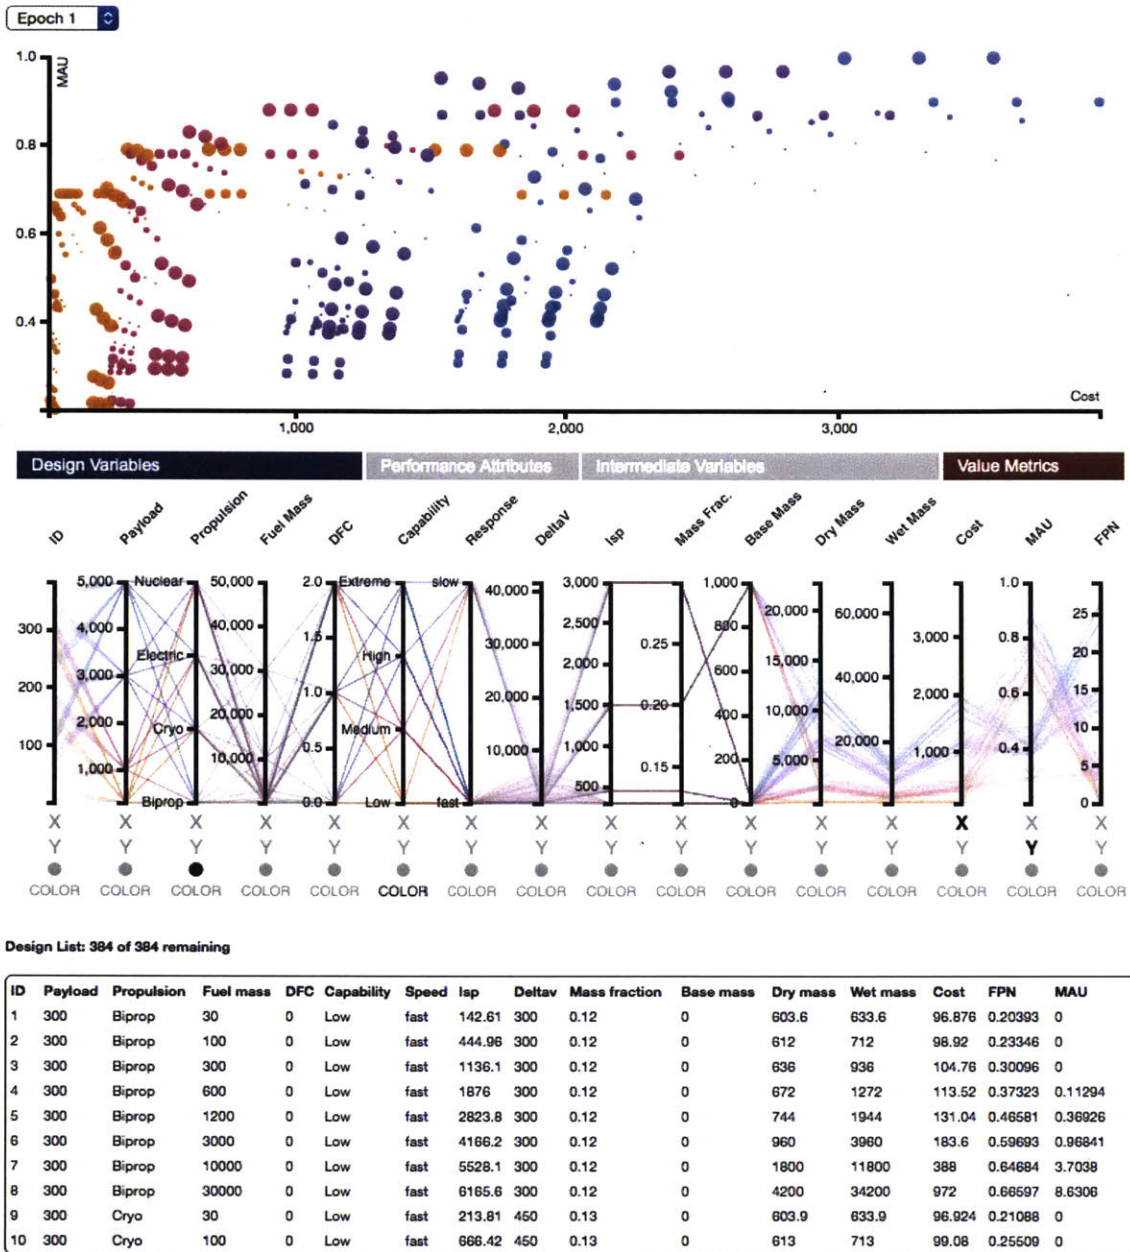 Epoch 1
1.0
MAU
0.8
0.6
0.4
Cost
1,000 2,000 3,000
Design Variables Performance Attributes Intermediate Variables Value Metrics
ID Payload Propulsion Fuel Mass DFC Capability Response DeltaV Isp Mass Frac. Base Mass Dry Mass Wet Mass Cost MAU FPN
5,000 Nuclear 50,000 2.0 Extreme slow 40,000 3,000 1,000 20,000 60,000 1.0 25
300 4,000 40,000 1.5 30,000 2,500 0.25 800 3,000 0.8 20
Electric High
3,000 30,000 2,000 600 15,000 40,000 0.6 15
200 2,000 20,000 1.0 20,000 1,500 0.20 400 10,000 2,000 10
Cryo Medium
100 1,000 10,000 0.5 10,000 1,000 0.15 200 5,000 20,000 1,000 0.4 5
500
Biprop 0.0 Low fast 0 0
X X X X X X X X X X X X X X X X
Y Y Y Y Y Y Y Y Y Y Y Y Y Y Y Y
COLOR COLOR COLOR COLOR COLOR COLOR COLOR COLOR COLOR COLOR COLOR COLOR COLOR COLOR COLOR COLOR
Design List: 384 of 384 remaining
ID Payload Propulsion Fuel mass DFC Capability Speed Isp Deltav Mass fraction Base mass Dry mass Wet mass Cost FPN MAU
1 300 Biprop 30 0 Low fast 142.61 300 0.12 0 603.6 633.6 96.876 0.20393 0
2 300 Biprop 100 0 Low fast 444.96 300 0.12 0 612 712 98.92 0.23346 0
3 300 Biprop 300 0 Low fast 1136.1 300 0.12 0 636 936 104.76 0.30096 0
4 300 Biprop 600 0 Low fast 1876 300 0.12 0 672 1272 113.52 0.37323 0.11294
5 300 Biprop 1200 0 Low fast 2823.8 300 0.12 0 744 1944 131.04 0.46581 0.36926
6 300 Biprop 3000 0 Low fast 4166.2 300 0.12 0 960 3960 183.6 0.59693 0.96841
7 300 Biprop 10000 0 Low fast 5528.1 300 0.12 0 1800 11800 388 0.64684 3.7038
8 300 Biprop 30000 0 Low fast 6165.6 300 0.12 0 4200 34200 972 0.66597 8.6306
9 300 Cryo 30 0 Low fast 213.81 450 0.13 0 603.9 633.9 96.924 0.21088 0
10 300 Cryo 100 0 Low fast 666.42 450 0.13 0 613 713 99.08 0.25509 0